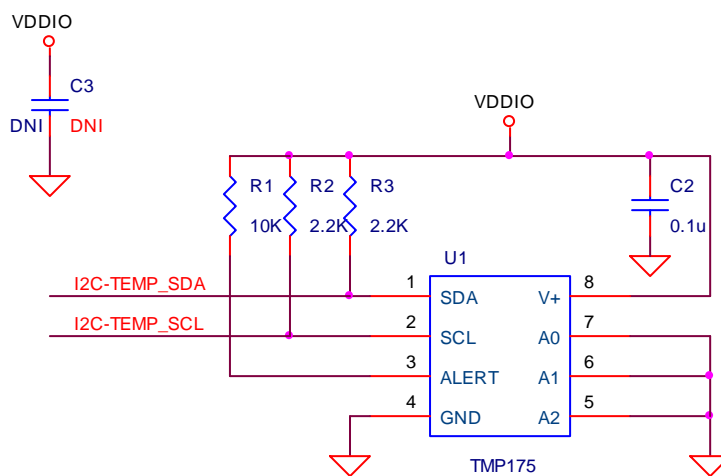 VDDIO
C3
DNI DNI
VDDIO
R1 R2 R3
10K 2.2K 2.2K
C2
0.1u
U1
I2C-TEMP_SDA 1 SDA V+ 8
I2C-TEMP_SCL 2 SCL A0 7
3 ALERT A1 6
4 GND A2 5
TMP175